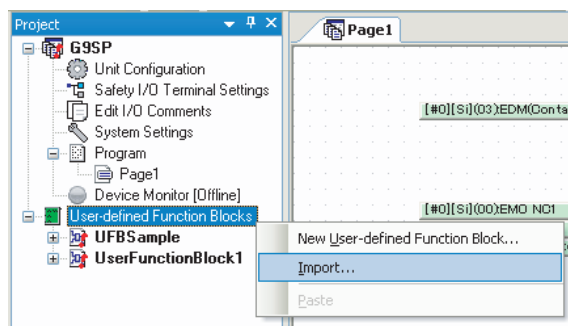 Project
Page1
G9SP
Unit Configuration
Safety I/O Terminal Settings
Edit I/O Comments
[#0][Si](03):EDM(Conta
System Settings
Program
Page1
Device Monitor [Offline]
User-defined Function Blocks
[#0][Si](00):EMO NC1
UFBSample
New User-defined Function Block...
UserFunctionBlock1
Import...
Paste